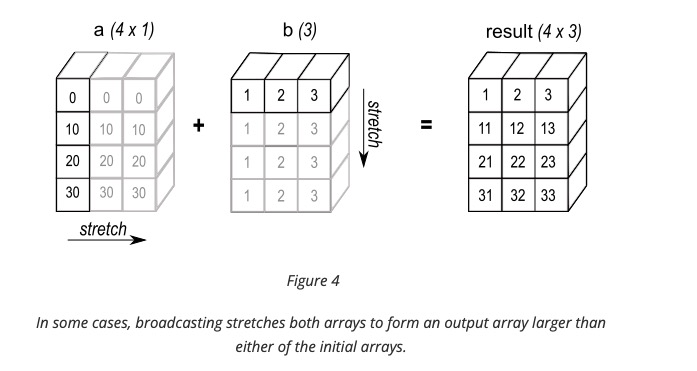 a (4 x 1) b (3) result (4 x 3)
0 0 0 1 2 3 1 2 3
10 10 10 + 1 2 3 = 11 12 13
20 20 20 1 2 3 21 22 23
30 30 30 1 2 3 31 32 33
stretch
stretch
Figure 4
In some cases, broadcasting stretches both arrays to form an output array larger than
either of the initial arrays.